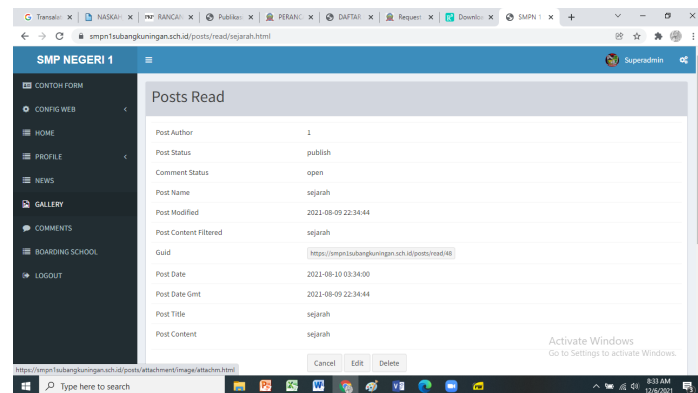 Translat
NASKAH
RANCAN
Publikas
PERANC
DAFTAR
Request
Downlo
SMPN 1
smpn1subangkuningan.sch.id/posts/read/sejarah.html
SMP NEGERI 1
Superadmin
CONTOH FORM
CONFIG WEB
HOME
PROFILE
NEWS
GALLERY
COMMENTS
BOARDING SCHOOL
LOGOUT
Posts Read
Post Author 1
Post Status publish
Comment Status open
Post Name sejarah
Post Modified 2021-08-09 22:34:44
Post Content Filtered sejarah
Guid https://smpn1subangkuningan.sch.id/posts/read/48
Post Date 2021-08-10 03:34:00
Post Date Gmt 2021-08-09 22:34:44
Post Title sejarah
Post Content sejarah
Cancel Edit Delete
Activate Windows
Go to Settings to activate Windows.
https://smpn1subangkuningan.sch.id/posts/attachment/image/attachm.html
Type here to search
8:33 AM
12/6/2021